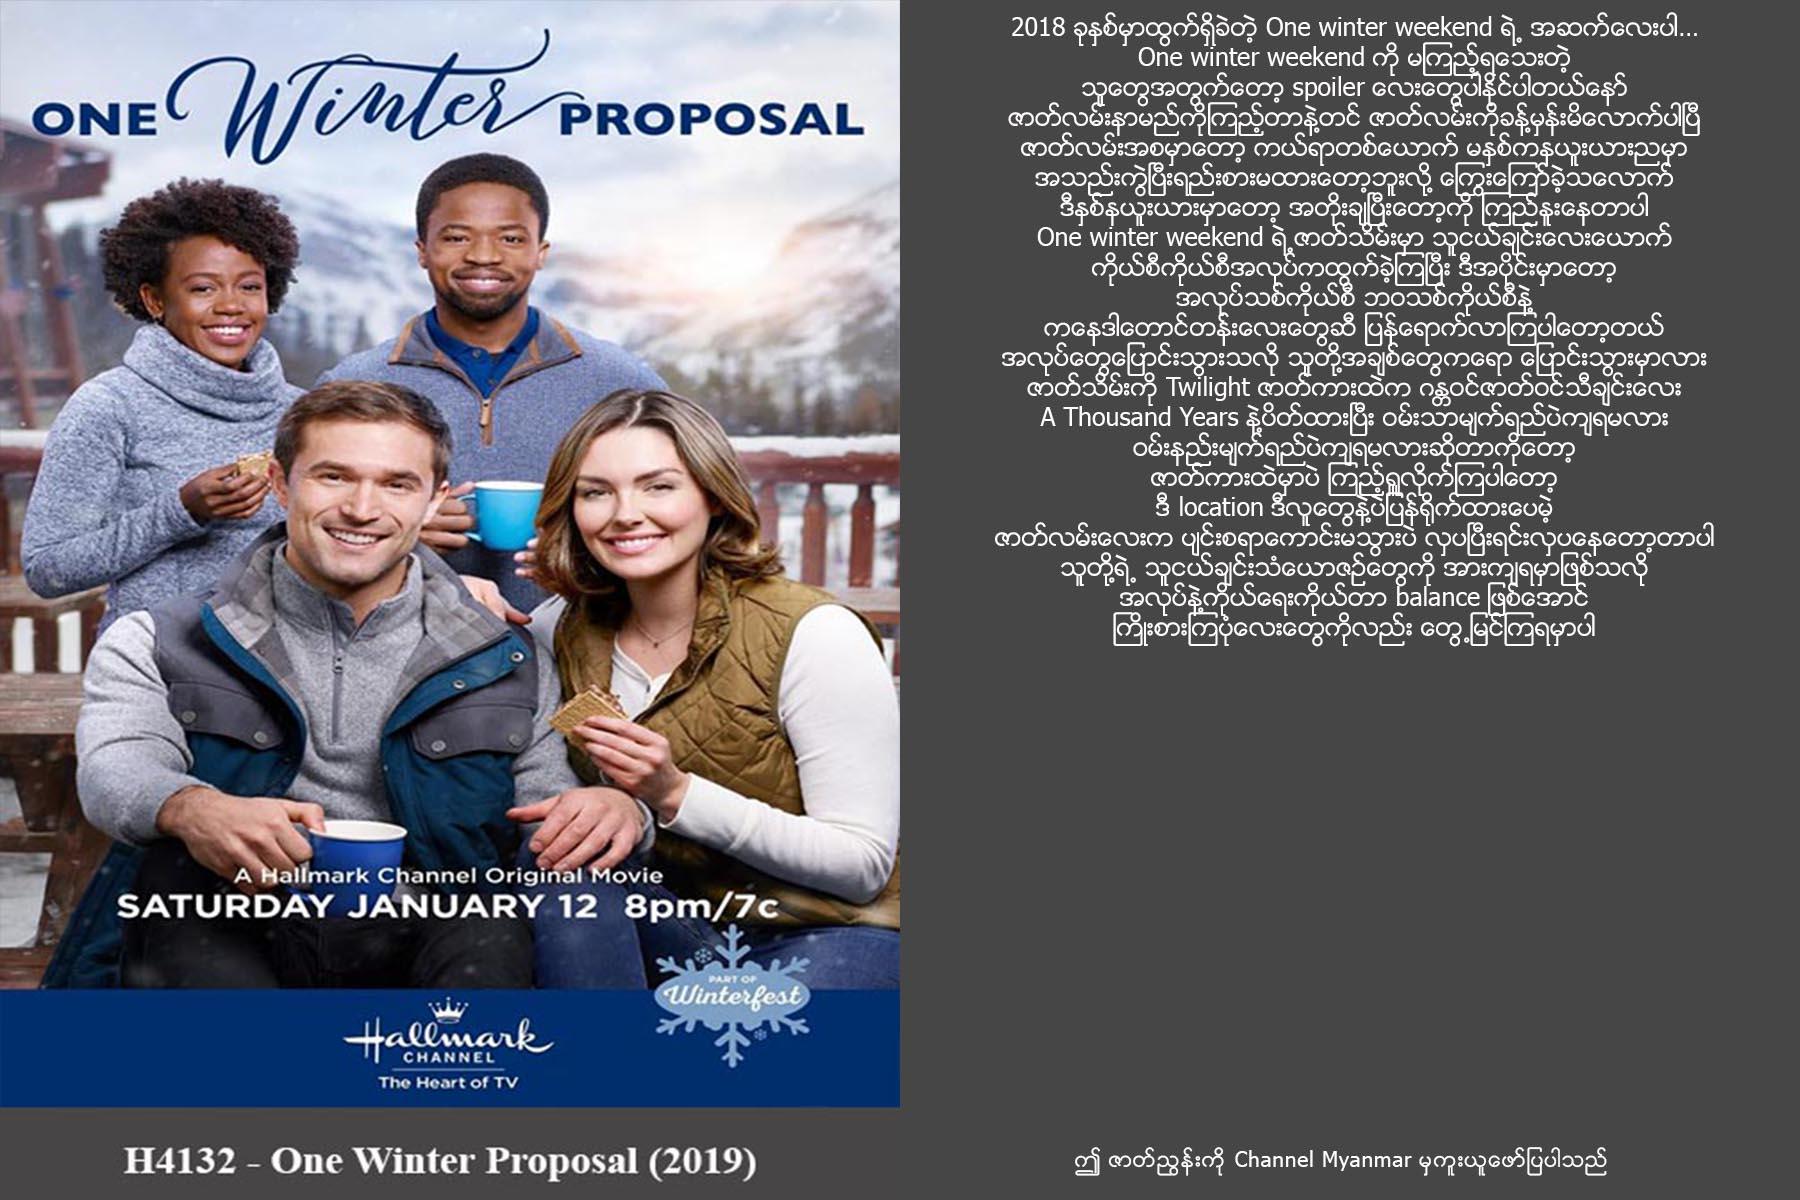 ONE Winter PROPOSAL
A Hallmark Channel Original Movie
SATURDAY JANUARY 12 8pm/7c
PART OF
Winterfest
Hallmark
CHANNEL
The Heart of TV
H4132 - One Winter Proposal (2019)
2018 ခုနှစ်မှာထွက်ရှိခဲတဲ့ One winter weekend ရဲ့ အဆက်လေးပါ...
One winter weekend ကို မကြည့်ရသေးတဲ့
သူတွေအတွက်တော့ spoiler လေးတွေပါနိုင်ပါတယ်နော်
ဇာတ်လမ်းနာမည်ကိုကြည့်တာနဲ့တင် ဇာတ်လမ်းကိုခန့်မှန်းမိလောက်ပါပြီ
ဇာတ်လမ်းအစမှာတော့ ကယ်ရာတစ်ယောက် မနှစ်ကနယူးယားညမှာ
အသည်းကွဲပြီးရည်းစားမထားတော့ဘူးလို့ ကြွေးကြော်ခဲ့သလောက်
ဒီနှစ်နယူးယားမှာတော့ အတိုးချပြီးတော့ကို ကြည်နူးနေတာပါ
One winter weekend ရဲ့ဇာတ်သိမ်းမှာ သူငယ်ချင်းလေးယောက်
ကိုယ်စီကိုယ်စီအလုပ်ကထွက်ခဲ့ကြပြီး ဒီအပိုင်းမှာတော့
အလုပ်သစ်ကိုယ်စီ ဘဝသစ်ကိုယ်စီနဲ့
ကနေဒါတောင်တန်းလေးတွေဆီ ပြန်ရောက်လာကြပါတော့တယ်
အလုပ်တွေပြောင်းသွားသလို သူတို့အချစ်တွေကရော ပြောင်းသွားမှာလား
ဇာတ်သိမ်းကို Twilight ဇာတ်ကားထဲက ဂန္တဝင်ဇာတ်ဝင်သီချင်းလေး
A Thousand Years နဲ့ပိတ်ထားပြီး ဝမ်းသာမျက်ရည်ပဲကျရမလား
ဝမ်းနည်းမျက်ရည်ပဲကျရမလားဆိုတာကိုတော့
ဇာတ်ကားထဲမှာပဲ ကြည့်ရှုလိုက်ကြပါတော့
ဒီ location ဒီလူတွေနဲ့ပဲပြန်ရိုက်ထားပေမဲ့
ဇာတ်လမ်းလေးက ပျင်းစရာကောင်းမသွားပဲ လှပပြီးရင်းလှပနေတော့တာပါ
သူတို့ရဲ့ သူငယ်ချင်းသံယောဇဉ်တွေကို အားကျရမှာဖြစ်သလို
အလုပ်နဲ့ကိုယ်ရေးကိုယ်တာ balance ဖြစ်အောင်
ကြိုးစားကြပုံလေးတွေကိုလည်း တွေ့မြင်ကြရမှာပါ
ဤ ဇာတ်ညွှန်းကို Channel Myanmar မှကူးယူဖော်ပြပါသည်